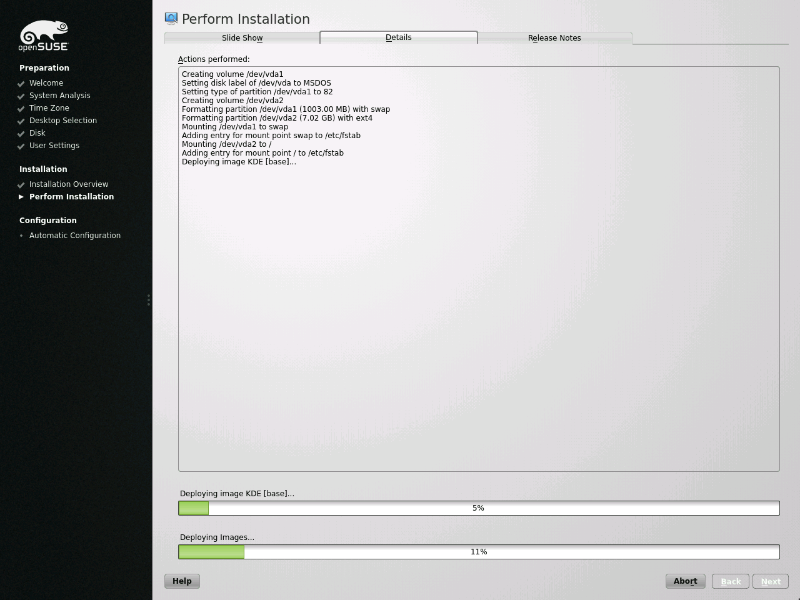 openSUSE
Preparation
Welcome
System Analysis
Time Zone
Desktop Selection
Disk
User Settings
Installation
Installation Overview
Perform Installation
Configuration
Automatic Configuration
Perform Installation
Slide Show
Details
Release Notes
Actions performed:
Creating volume /dev/vda1
Setting disk label of /dev/vda to MSDOS
Setting type of partition /dev/vda1 to 82
Creating volume /dev/vda2
Formatting partition /dev/vda1 (1003.00 MB) with swap
Formatting partition /dev/vda2 (7.02 GB) with ext4
Mounting /dev/vda1 to swap
Adding entry for mount point swap to /etc/fstab
Mounting /dev/vda2 to /
Adding entry for mount point / to /etc/fstab
Deploying image KDE [base]...
Deploying image KDE [base]...
5%
Deploying Images...
11%
Help
Abort
Back
Next